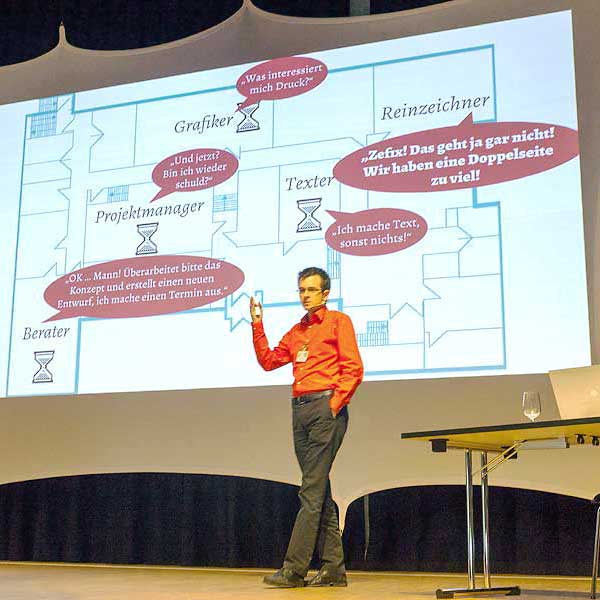 „Was interessiert
mich Druck?“
Grafiker
Reinzeichner
„Zefix! Das geht ja gar nicht!
Wir haben eine Doppelseite
zu viel!
„Und jetzt?
Bin ich wieder
schuld?“
Projektmanager
Texter
„Ich mache Text,
sonst nichts!“
„OK ... Mann! Überarbeitet bitte das
Konzept und erstellt einen neuen
Entwurf, ich mache einen Termin aus.“
Berater